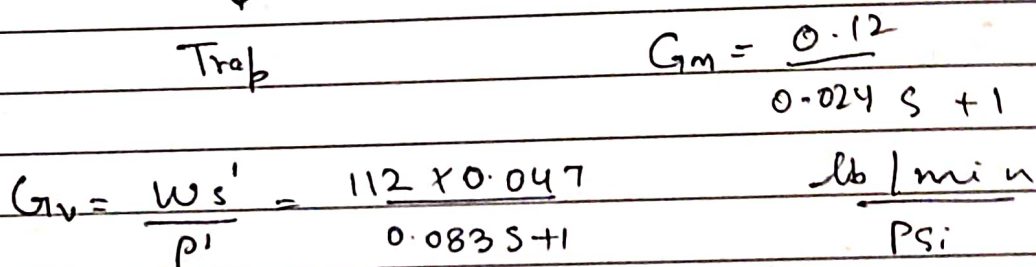 Trap
Gm = 0.12 / 0.024 S + 1
Gv = Ws' / P' = 112 x 0.047 / 0.083 S+1 lb/min / Psi